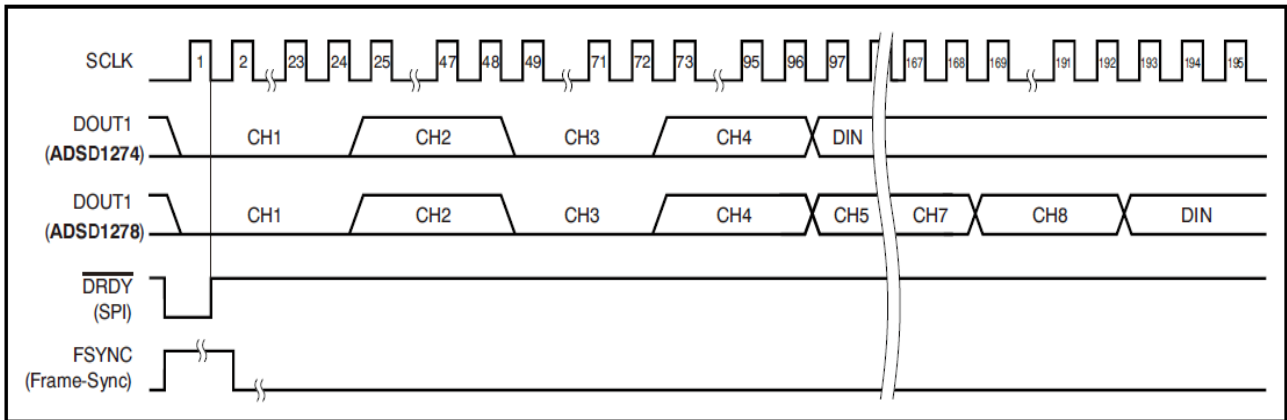 SCLK 1 2 23 24 25 47 48 49 71 72 73 95 96 97 167 168 169 191 192 193 194 195
DOUT1
(ADSD1274)
CH1 CH2 CH3 CH4 DIN
DOUT1
(ADSD1278)
CH1 CH2 CH3 CH4 CH5 CH7 CH8 DIN
DRDY
(SPI)
FSYNC
(Frame-Sync)